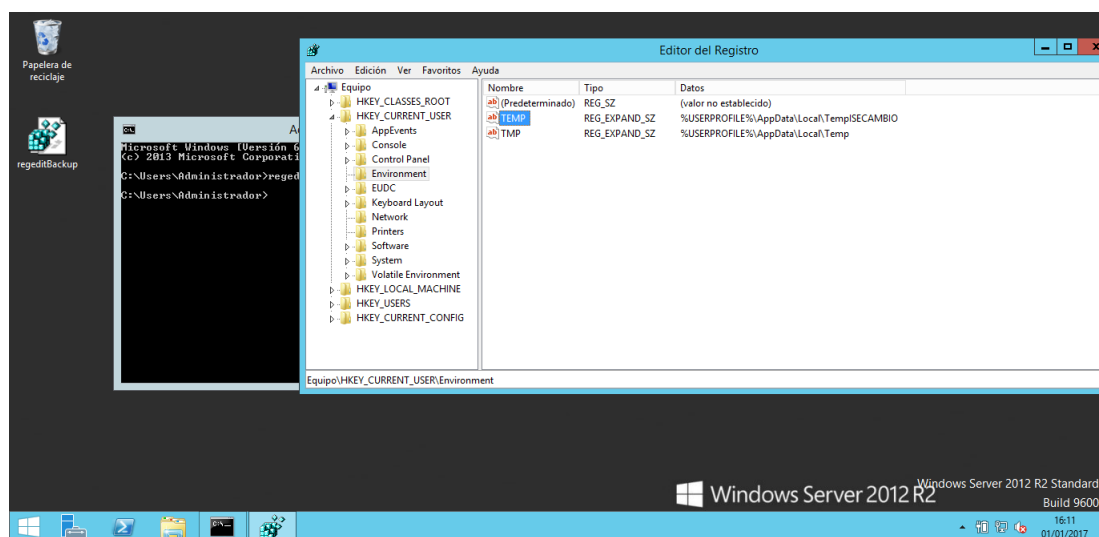 Papelera de
reciclaje
regeditBackup
Microsoft Windows [Versión 6
(c) 2013 Microsoft Corporati
C:\Users\Administrador>reged
C:\Users\Administrador>
Editor del Registro
Archivo Edición Ver Favoritos Ayuda
Equipo
HKEY_CLASSES_ROOT
HKEY_CURRENT_USER
AppEvents
Console
Control Panel
Environment
EUDC
Keyboard Layout
Network
Printers
Software
System
Volatile Environment
HKEY_LOCAL_MACHINE
HKEY_USERS
HKEY_CURRENT_CONFIG
Nombre Tipo Datos
(Predeterminado) REG_SZ (valor no establecido)
TEMP REG_EXPAND_SZ %USERPROFILE%\AppData\Local\TempISECAMBIO
TMP REG_EXPAND_SZ %USERPROFILE%\AppData\Local\Temp
Equipo\HKEY_CURRENT_USER\Environment
Windows Server 2012 R2
Windows Server 2012 R2 Standard
Build 9600
16:11
01/01/2017